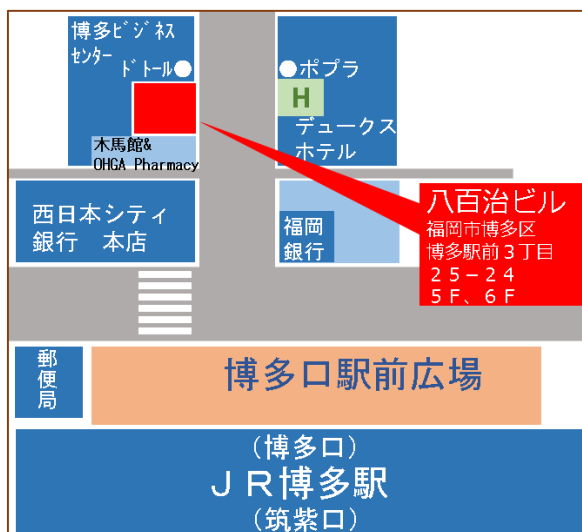 博多ﾋﾞｼﾞﾈｽ
ｾﾝﾀｰ
ﾄﾞﾄｰﾙ
ポプラ
H
デュークス
ホテル
木馬館&
OHGA Pharmacy
西日本シティ
銀行 本店
福岡
銀行
八百治ビル
福岡市博多区
博多駅前３丁目
２５－２４
５Ｆ、６Ｆ
郵便局
博多口駅前広場
（博多口）
ＪＲ博多駅
（筑紫口）